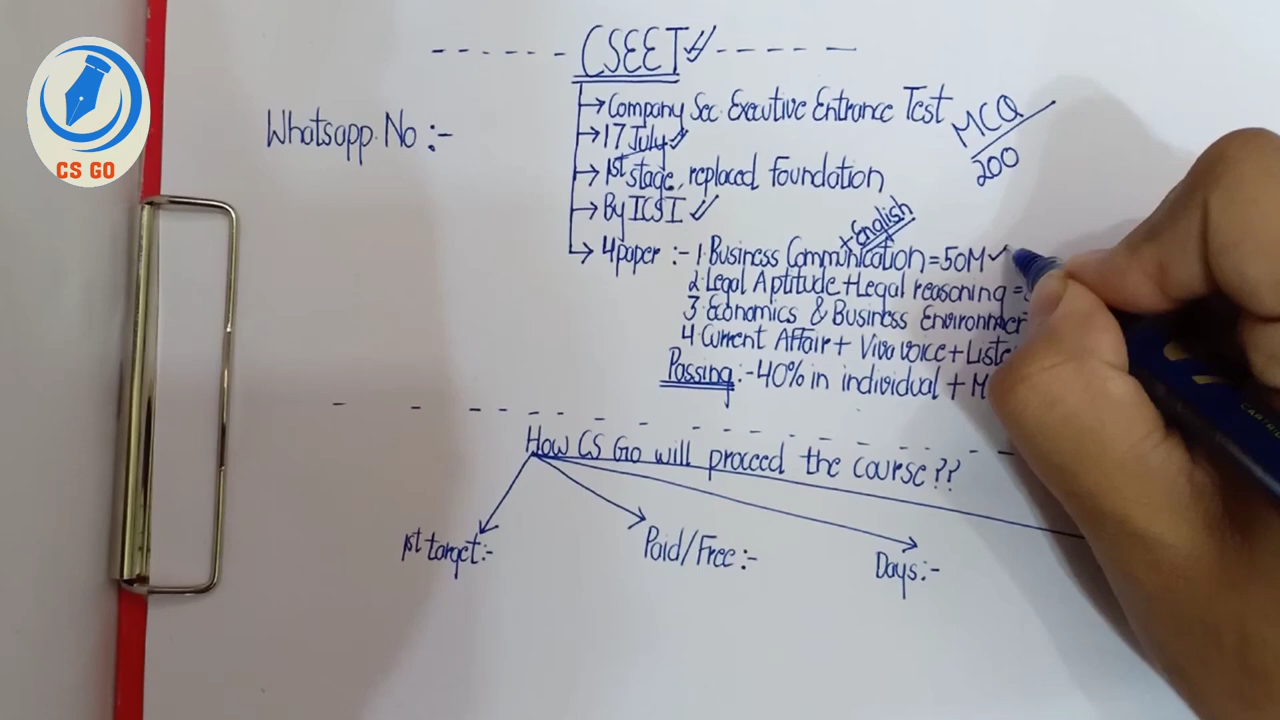 CS GO
CSEET
Whatsapp. No :-
→ Company Sec. Executive Entrance Test
MCQ
200
→ 17 July
→ 1st stage, replaced Foundation
→ By ICSI
+ English
→ 4 paper :- 1. Business Communication = 50M
2. Legal Aptitude + Legal reasoning =
3. Economics & Business Environmen
4. Current Affair + Viva voice + Liste
Passing :- 40% in individual + M
How CS Go will proceed the course ??
1st target :-
Paid/Free :-
Days :-